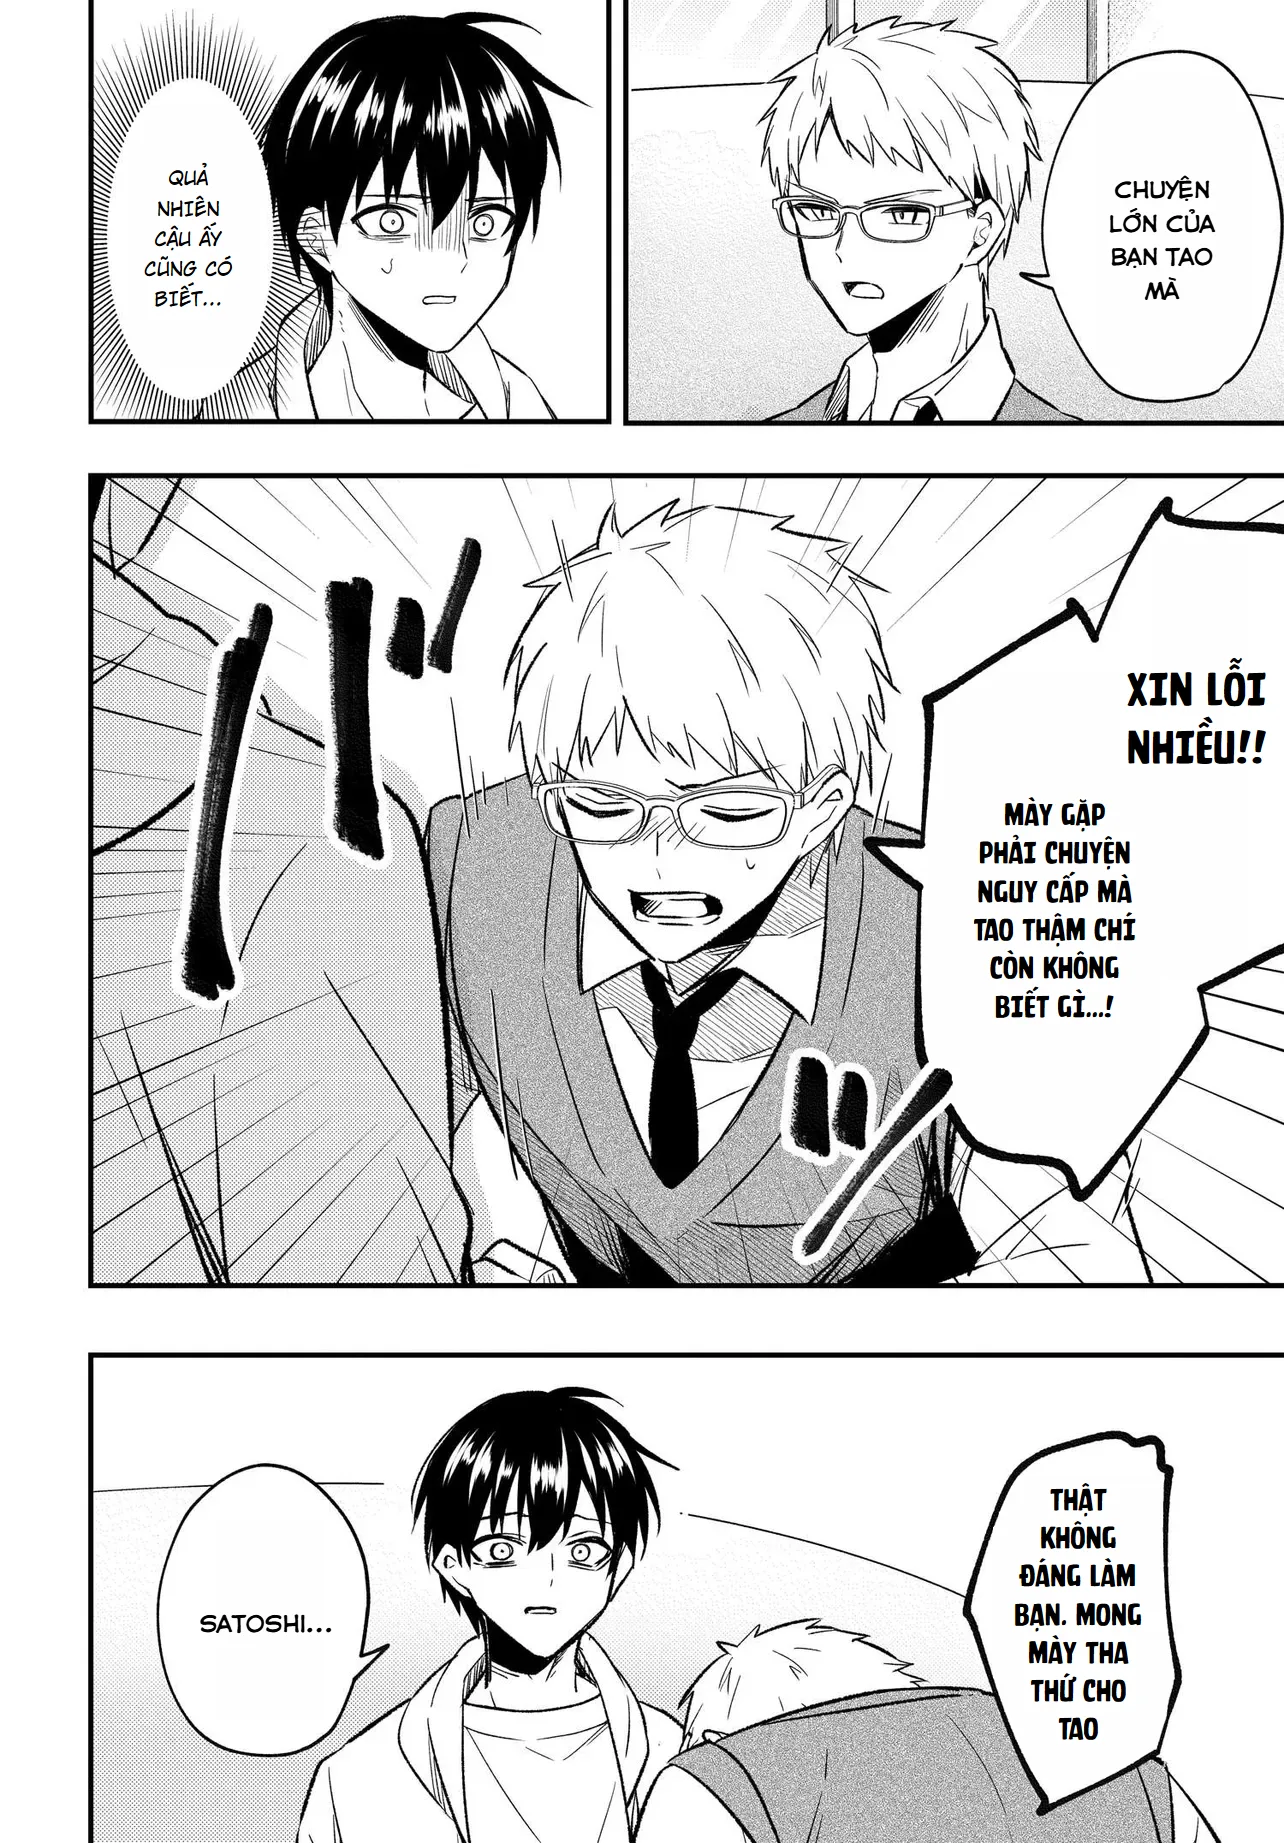 CHUYỆN
LỚN CỦA
BẠN TAO
MÀ
QUẢ
NHIÊN
CẬU ẤY
CŨNG CÓ
BIẾT...
XIN LỖI
NHIỀU!!
MÀY GẶP
PHẢI CHUYỆN
NGUY CẤP MÀ
TAO THẬM CHÍ
CÒN KHÔNG
BIẾT GÌ...!
バッ
THẬT
KHÔNG
ĐÁNG LÀM
BẠN. MONG
MÀY THA
THỨ CHO
TAO
SATOSHI...